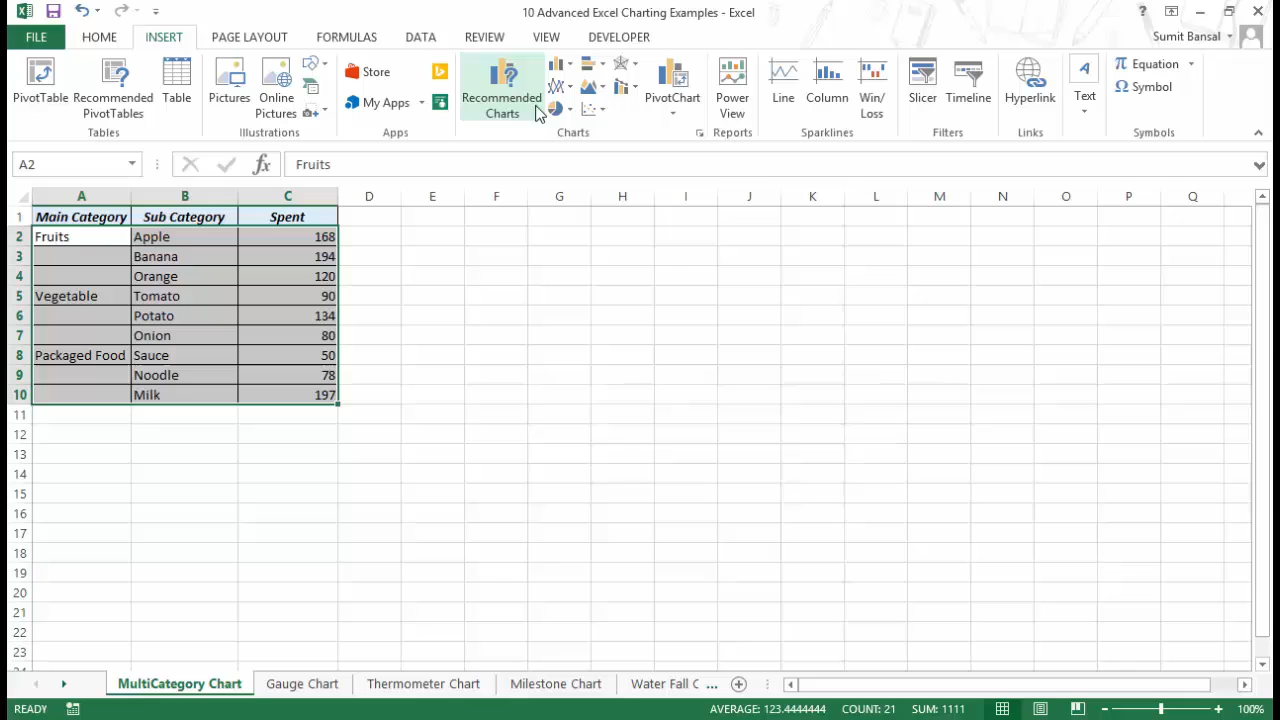 10 Advanced Excel Charting Examples - Excel
?
FILE HOME INSERT PAGE LAYOUT FORMULAS DATA REVIEW VIEW DEVELOPER Sumit Bansal
PivotTable
Recommended
PivotTables
Table
Tables
Pictures
Online
Pictures
Illustrations
Store
My Apps
Apps
Recommended
Charts
PivotChart
Charts
Power
View
Reports
Line
Column
Win/
Loss
Sparklines
Slicer
Timeline
Filters
Hyperlink
Links
A
Text
π Equation
Ω Symbol
Symbols
A2 fx Fruits
A B C D E F G H I J K L M N O P Q
1 Main Category Sub Category Spent
2 Fruits Apple 168
3 Banana 194
4 Orange 120
5 Vegetable Tomato 90
6 Potato 134
7 Onion 80
8 Packaged Food Sauce 50
9 Noodle 78
10 Milk 197
11
12
13
14
15
16
17
18
19
20
21
22
23
MultiCategory Chart Gauge Chart Thermometer Chart Milestone Chart Water Fall C ...
READY AVERAGE: 123.4444444 COUNT: 21 SUM: 1111 100%